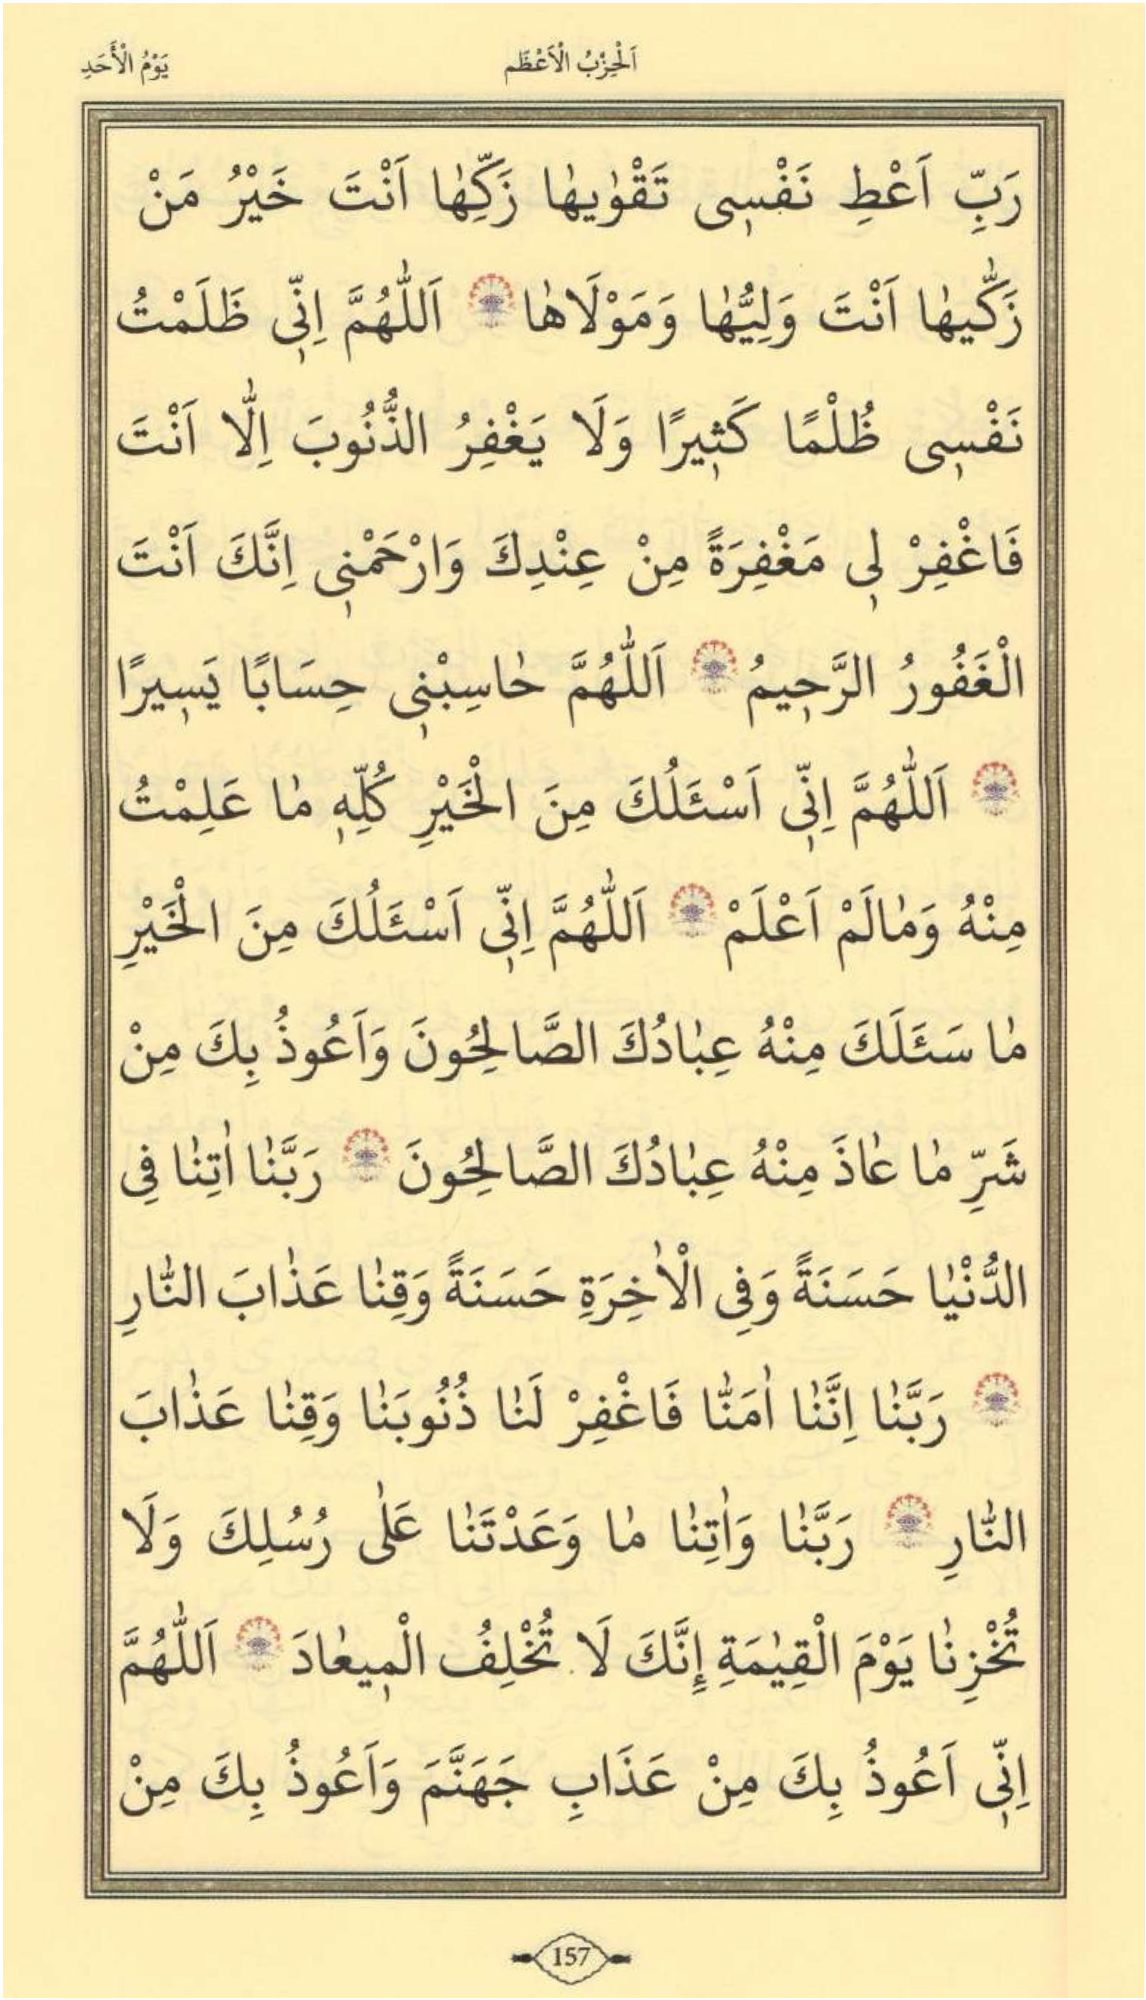 اَلْحِزْبُ الْاَعْظَمِ
يَوْمُ الْأَحَدِ
رَبِّ اَعْطِ نَفْسٖى تَقْوٰيهٰا زَكِّهٰا اَنْتَ خَيْرُ مَنْ
زَكّٰيهٰا اَنْتَ وَلِيُّهٰا وَمَوْلَاهٰا اَللّٰهُمَّ اِنّٖى ظَلَمْتُ
نَفْسٖى ظُلْمًا كَثٖيرًا وَلَا يَغْفِرُ الذُّنُوبَ اِلّٰا اَنْتَ
فَاغْفِرْ لٖى مَغْفِرَةً مِنْ عِنْدِكَ وَارْحَمْنٖى اِنَّكَ اَنْتَ
الْغَفُورُ الرَّحٖيمُ اَللّٰهُمَّ حٰاسِبْنٖى حِسَابًا يَسٖيرًا
اَللّٰهُمَّ اِنّٖى اَسْئَلُكَ مِنَ الْخَيْرِ كُلِّهٖ مٰا عَلِمْتُ
مِنْهُ وَمٰالَمْ اَعْلَمْ اَللّٰهُمَّ اِنّٖى اَسْئَلُكَ مِنَ الْخَيْرِ
مٰا سَئَلَكَ مِنْهُ عِبٰادُكَ الصَّالِحُونَ وَاَعُوذُ بِكَ مِنْ
شَرِّ مٰا عٰاذَ مِنْهُ عِبٰادُكَ الصَّالِحُونَ رَبَّنٰا اٰتِنٰا فِى
الدُّنْيٰا حَسَنَةً وَفِى الْاٰخِرَةِ حَسَنَةً وَقِنٰا عَذٰابَ النّٰارِ
رَبَّنٰا اِنَّنٰا اٰمَنّٰا فَاغْفِرْ لَنٰا ذُنُوبَنٰا وَقِنٰا عَذٰابَ
النّٰارِ رَبَّنٰا وَاٰتِنٰا مٰا وَعَدْتَنٰا عَلٰى رُسُلِكَ وَلَا
تُخْزِنٰا يَوْمَ الْقِيٰمَةِ إِنَّكَ لَا تُخْلِفُ الْمٖيعٰادَ اَللّٰهُمَّ
اِنّٖى اَعُوذُ بِكَ مِنْ عَذَابِ جَهَنَّمَ وَاَعُوذُ بِكَ مِنْ
157